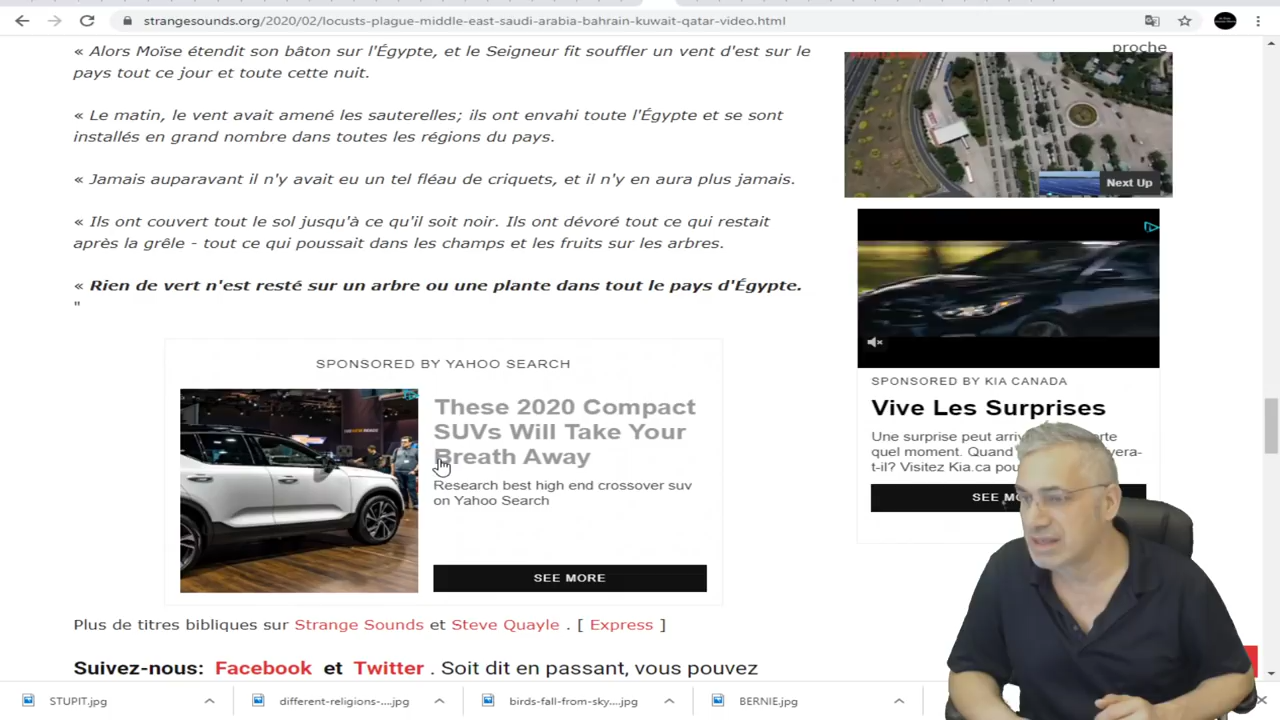 strangesounds.org/2020/02/locusts-plague-middle-east-saudi-arabia-bahrain-kuwait-qatar-video.html
« Alors Moïse étendit son bâton sur l'Égypte, et le Seigneur fit souffler un vent d'est sur le
pays tout ce jour et toute cette nuit.
« Le matin, le vent avait amené les sauterelles; ils ont envahi toute l'Égypte et se sont
installés en grand nombre dans toutes les régions du pays.
« Jamais auparavant il n'y avait eu un tel fléau de criquets, et il n'y en aura plus jamais.
« Ils ont couvert tout le sol jusqu'à ce qu'il soit noir. Ils ont dévoré tout ce qui restait
après la grêle - tout ce qui poussait dans les champs et les fruits sur les arbres.
« Rien de vert n'est resté sur un arbre ou une plante dans tout le pays d'Égypte.
"
SPONSORED BY YAHOO SEARCH
These 2020 Compact
SUVs Will Take Your
Breath Away
Research best high end crossover suv
on Yahoo Search
SEE MORE
Plus de titres bibliques sur Strange Sounds et Steve Quayle . [ Express ]
Suivez-nous: Facebook et Twitter . Soit dit en passant, vous pouvez
proche
Next Up
SPONSORED BY KIA CANADA
Vive Les Surprises
Une surprise peut
quel moment. Quand
t-il? Visitez Kia.ca
SEE
STUPIT.jpg
different-religions-....jpg
birds-fall-from-sky....jpg
BERNIE.jpg